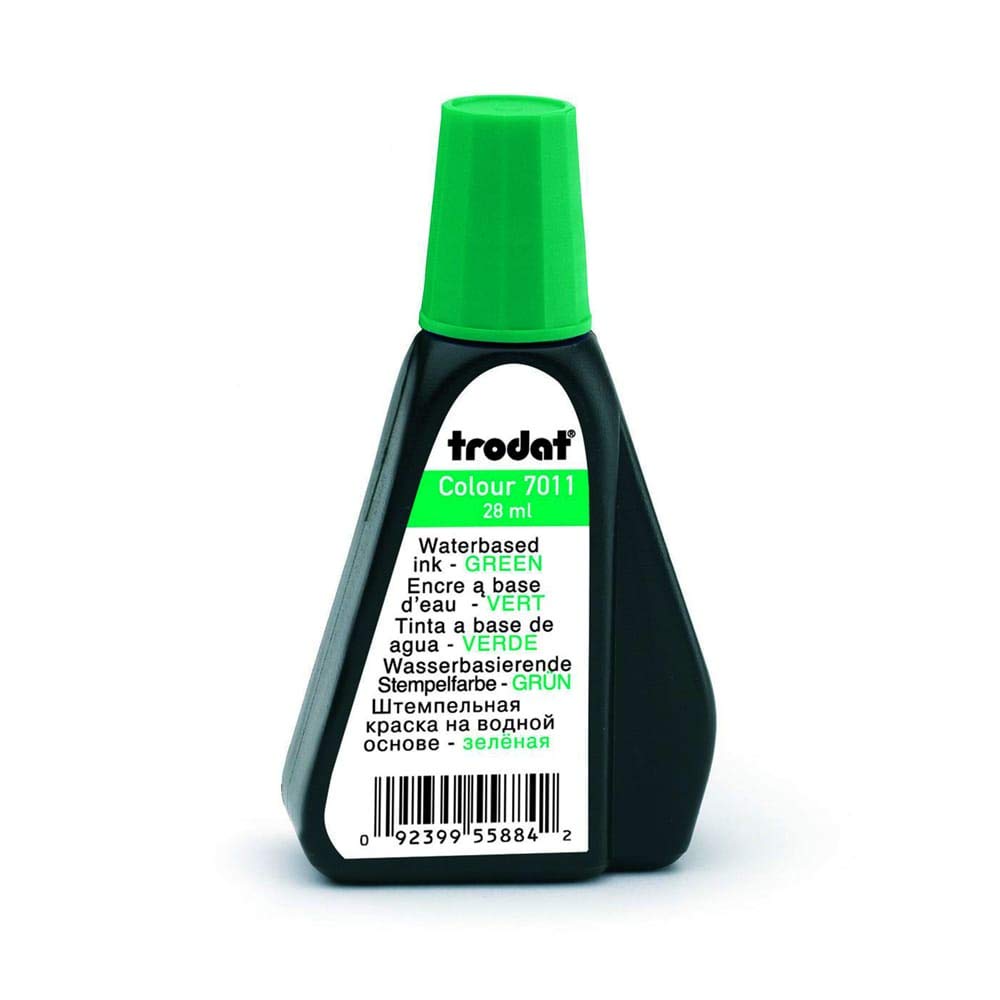 trodat®
Colour 7011
28 ml
Waterbased
ink - GREEN
Encre ą base
d'eau - VERT
Tinta a base de
agua - VERDE
Wasserbasierende
Stempelfarbe - GRÜN
Штемпельная
краска на водной
основе - зелёная
0 92399 55884 2